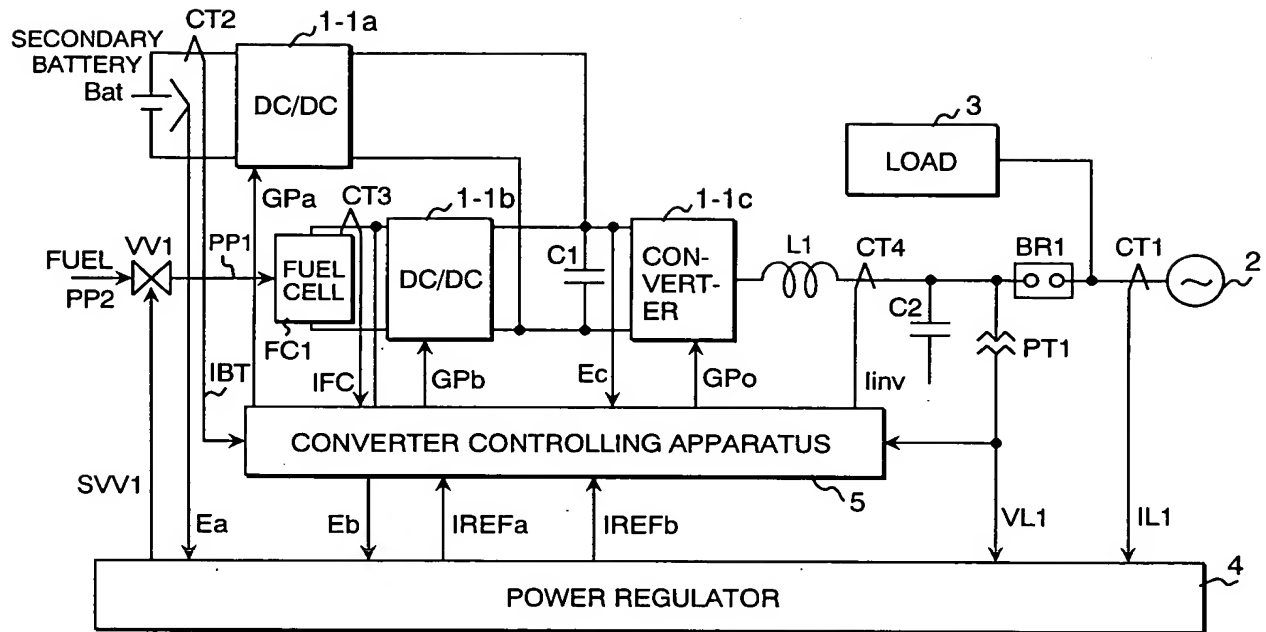 CT2
1-1a
SECONDARY
BATTERY
Bat
DC/DC
3
LOAD
GPa
CT3
1-1b
1-1c
VV1
PP1
FUEL
PP2
FUEL
CELL
FC1
DC/DC
C1
CON-
VERT-
ER
L1
CT4
BR1
CT1
2
C2
PT1
IBT
IFC
GPb
Ec
GPo
Iinv
CONVERTER CONTROLLING APPARATUS
5
SVV1
Ea
Eb
IREFa
IREFb
VL1
IL1
4
POWER REGULATOR